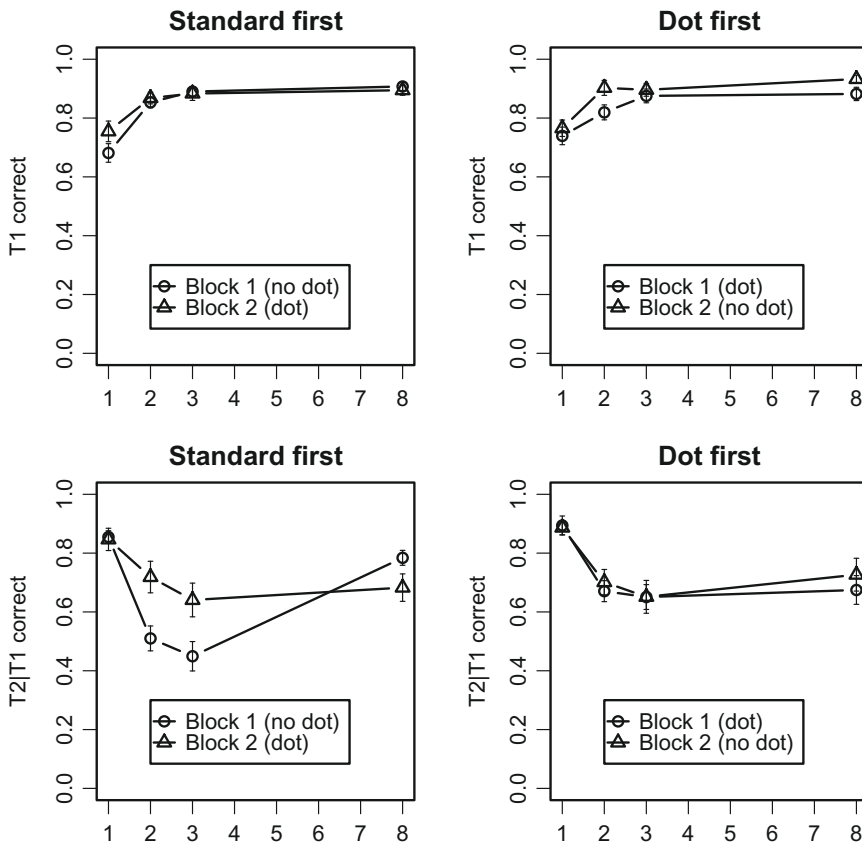 Standard first
T1 correct
0.0 0.2 0.4 0.6 0.8 1.0
Block 1 (no dot)
Block 2 (dot)
1 2 3 4 5 6 7 8
Dot first
T1 correct
0.0 0.2 0.4 0.6 0.8 1.0
Block 1 (dot)
Block 2 (no dot)
1 2 3 4 5 6 7 8
Standard first
T2|T1 correct
0.0 0.2 0.4 0.6 0.8 1.0
Block 1 (no dot)
Block 2 (dot)
1 2 3 4 5 6 7 8
Dot first
T2|T1 correct
0.0 0.2 0.4 0.6 0.8 1.0
Block 1 (dot)
Block 2 (no dot)
1 2 3 4 5 6 7 8